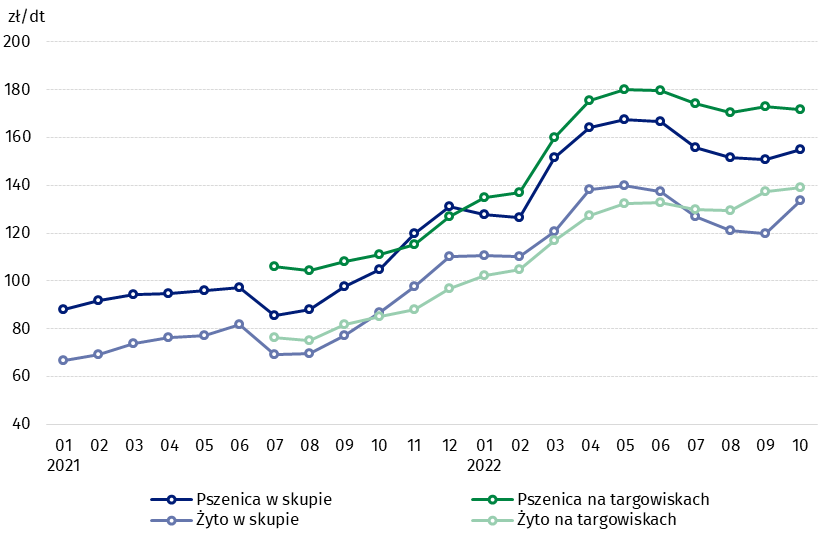 zł/dt
200
180
160
140
120
100
80
60
40
01 02 03 04 05 06 07 08 09 10 11 12 01 02 03 04 05 06 07 08 09 10
2021 2022
Pszenica w skupie Pszenica na targowiskach
Żyto w skupie Żyto na targowiskach